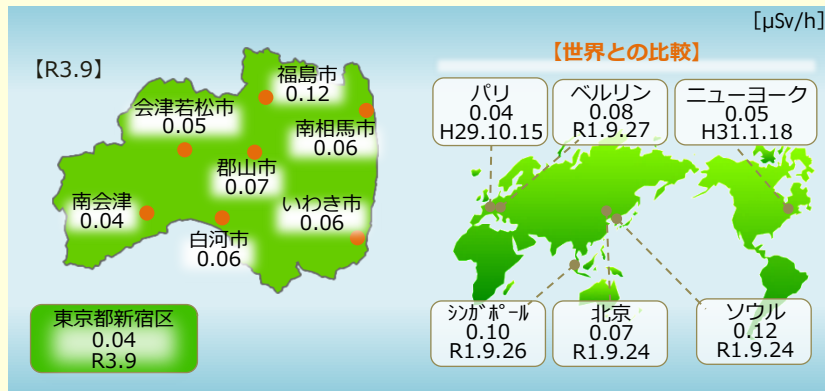 [μSv/h]
【R3.9】
福島市
0.12
会津若松市
0.05
南相馬市
0.06
郡山市
0.07
南会津
0.04
いわき市
0.06
白河市
0.06
東京都新宿区
0.04
R3.9
【世界との比較】
パリ
0.04
H29.10.15
ベルリン
0.08
R1.9.27
ニューヨーク
0.05
H31.1.18
ｼﾝｶﾞﾎﾟｰﾙ
0.10
R1.9.26
北京
0.07
R1.9.24
ソウル
0.12
R1.9.24